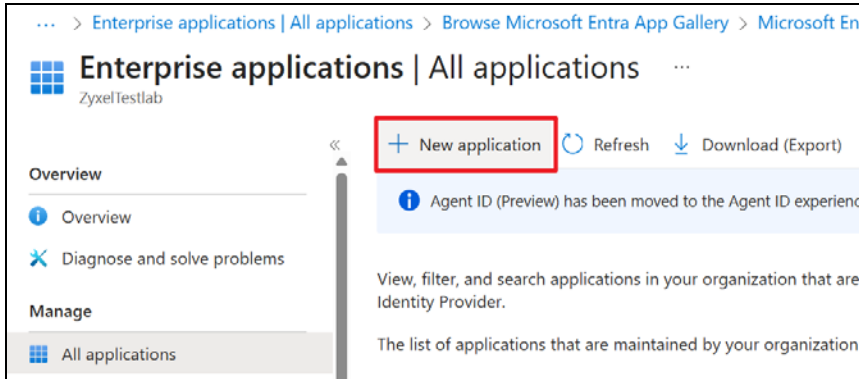 ··· > Enterprise applications | All applications > Browse Microsoft Entra App Gallery > Microsoft En
Enterprise applications | All applications ···
ZyxelTestlab
+ New application Refresh Download (Export)
Overview
Agent ID (Preview) has been moved to the Agent ID experienc
Overview
Diagnose and solve problems
View, filter, and search applications in your organization that are
Identity Provider.
Manage
The list of applications that are maintained by your organization
All applications